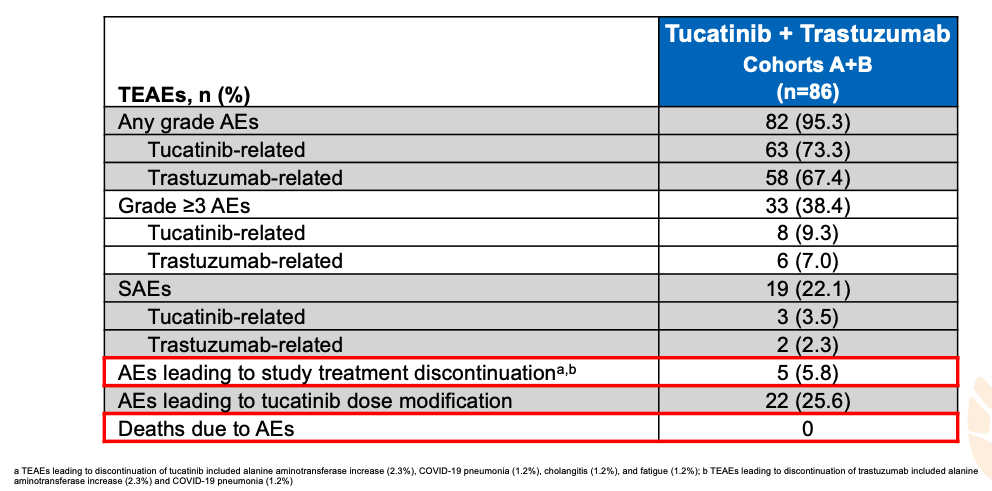 Tucatinib + Trastuzumab
Cohorts A+B
(n=86)
TEAEs, n (%)
Any grade AEs 82 (95.3)
Tucatinib-related 63 (73.3)
Trastuzumab-related 58 (67.4)
Grade ≥3 AEs 33 (38.4)
Tucatinib-related 8 (9.3)
Trastuzumab-related 6 (7.0)
SAEs 19 (22.1)
Tucatinib-related 3 (3.5)
Trastuzumab-related 2 (2.3)
AEs leading to study treatment discontinuationa,b 5 (5.8)
AEs leading to tucatinib dose modification 22 (25.6)
Deaths due to AEs 0
a TEAEs leading to discontinuation of tucatinib included alanine aminotransferase increase (2.3%), COVID-19 pneumonia (1.2%), cholangitis (1.2%), and fatigue (1.2%); b TEAEs leading to discontinuation of trastuzumab included alanine
aminotransferase increase (2.3%) and COVID-19 pneumonia (1.2%)